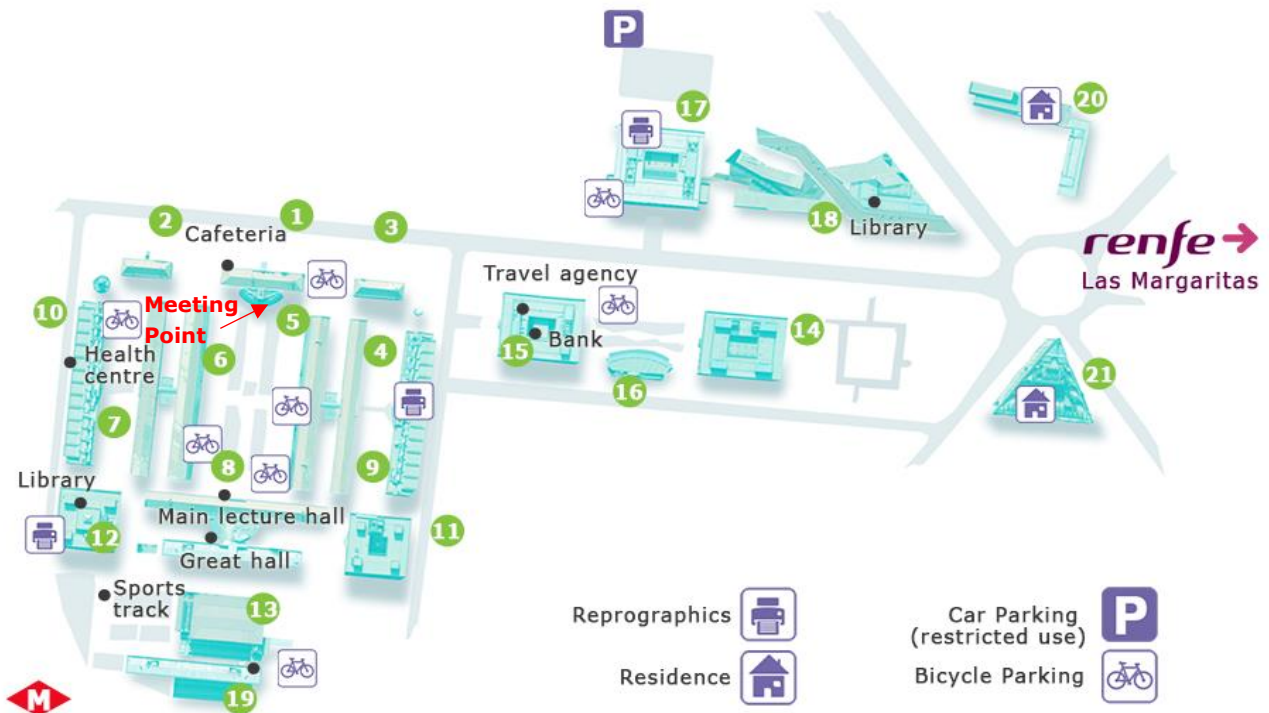 P
17
20
2
1
3
Cafeteria
18
Library
renfe
Las Margaritas
Travel agency
Meeting
Point
10
5
Bank
15
14
6
4
Health
centre
16
21
7
8
9
Library
Main lecture hall
12
11
Great hall
Sports
track
13
Reprographics
Car Parking
(restricted use)
P
Residence
Bicycle Parking
M
19